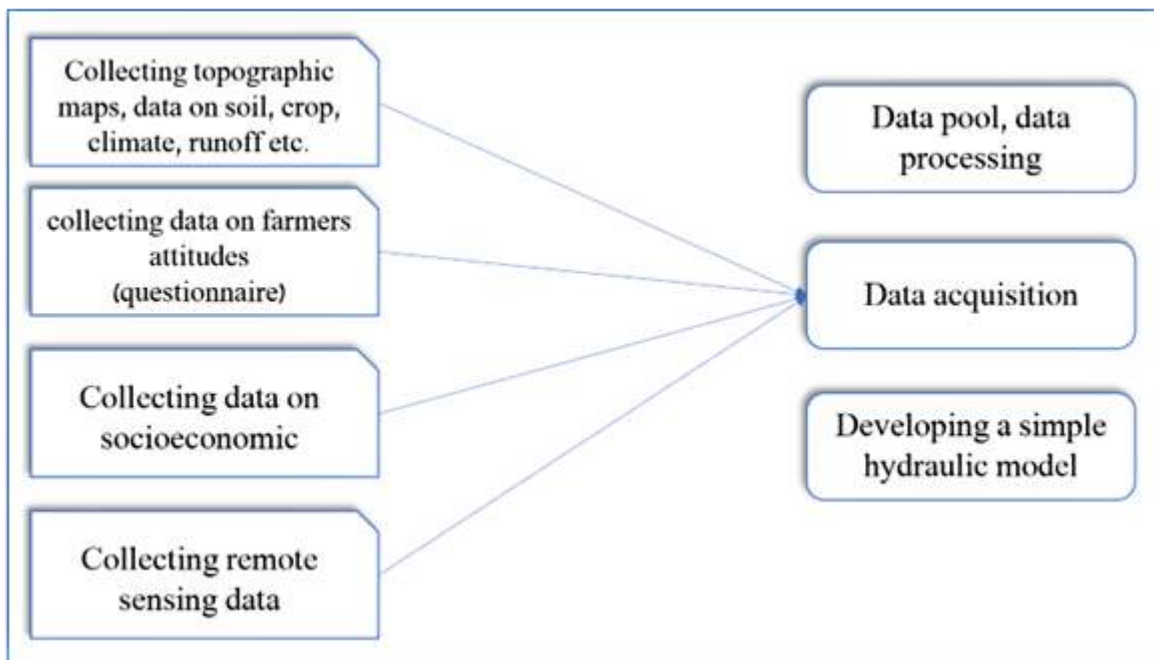 Collecting topographic
maps, data on soil, crop,
climate, runoff etc.
collecting data on farmers
attitudes
(questionnaire)
Collecting data on
socioeconomic
Collecting remote
sensing data
Data pool, data
processing
Data acquisition
Developing a simple
hydraulic model